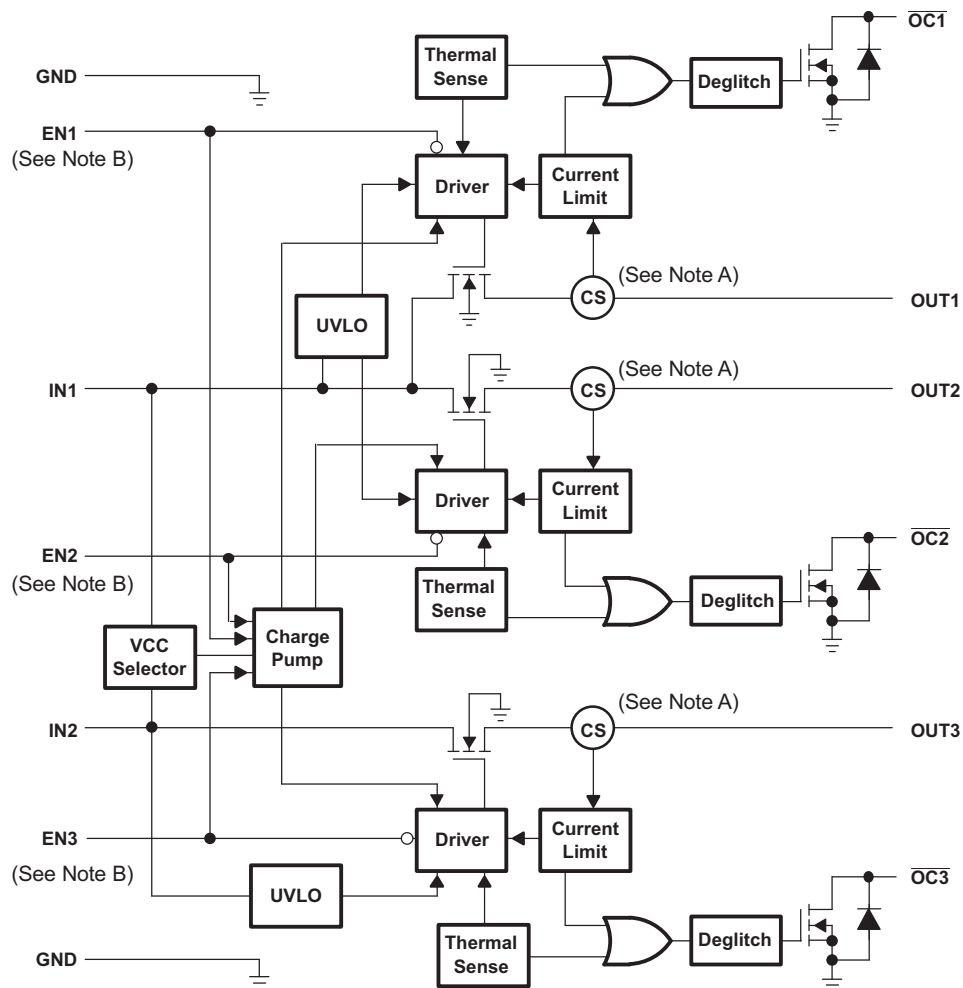 OC1
Thermal
Sense
GND
Deglitch
EN1
(See Note B)
Driver
Current
Limit
(See Note A)
CS
OUT1
UVLO
(See Note A)
IN1
CS
OUT2
Driver
Current
Limit
OC2
EN2
(See Note B)
Thermal
Sense
Deglitch
VCC
Selector
Charge
Pump
(See Note A)
IN2
CS
OUT3
EN3
Driver
Current
Limit
(See Note B)
OC3
UVLO
Thermal
Sense
Deglitch
GND